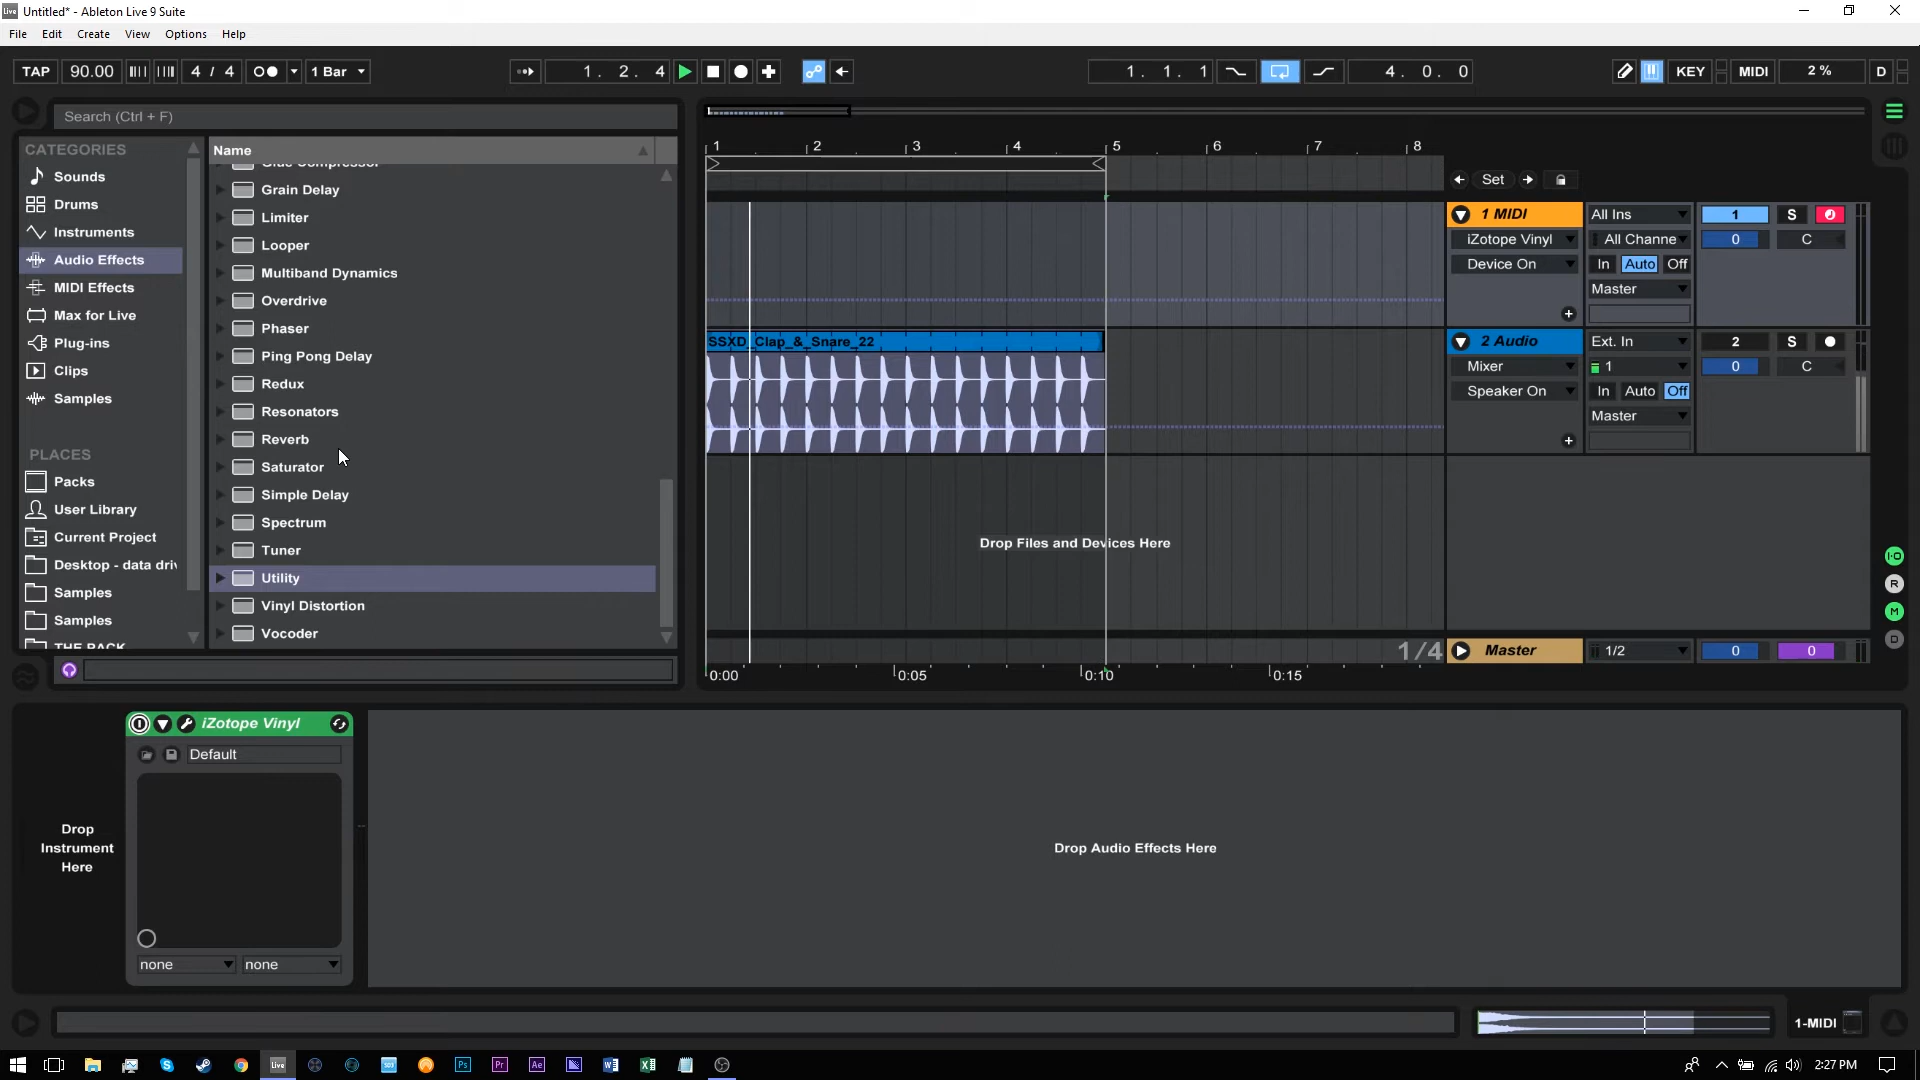 Untitled* - Ableton Live 9 Suite
File Edit Create View Options Help
TAP 90.00 4 / 4 1 Bar 1. 2. 4 1. 1. 1 4. 0. 0 KEY MIDI 2 % D
Search (Ctrl + F)
CATEGORIES
Sounds
Drums
Instruments
Audio Effects
MIDI Effects
Max for Live
Plug-ins
Clips
Samples
PLACES
Packs
User Library
Current Project
Desktop - data driv
Samples
Samples
THE PACK
Name
Glue Compressor
Grain Delay
Limiter
Looper
Multiband Dynamics
Overdrive
Phaser
Ping Pong Delay
Redux
Resonators
Reverb
Saturator
Simple Delay
Spectrum
Tuner
Utility
Vinyl Distortion
Vocoder
1 2 3 4 5 6 7 8
Set
SSXD_Clap_&_Snare_22
Drop Files and Devices Here
1/4
0:00 0:05 0:10 0:15
1 MIDI All Ins 1 S
iZotope Vinyl All Channe 0 C
Device On In Auto Off
Master
2 Audio Ext. In 2 S
Mixer 1 0 C
Speaker On In Auto Off
Master
Master 1/2 0 0
I·O
R
M
D
iZotope Vinyl
Default
Drop
Instrument
Here
none none
Drop Audio Effects Here
1-MIDI
Live SOS Ps Pr Ae 2:27 PM